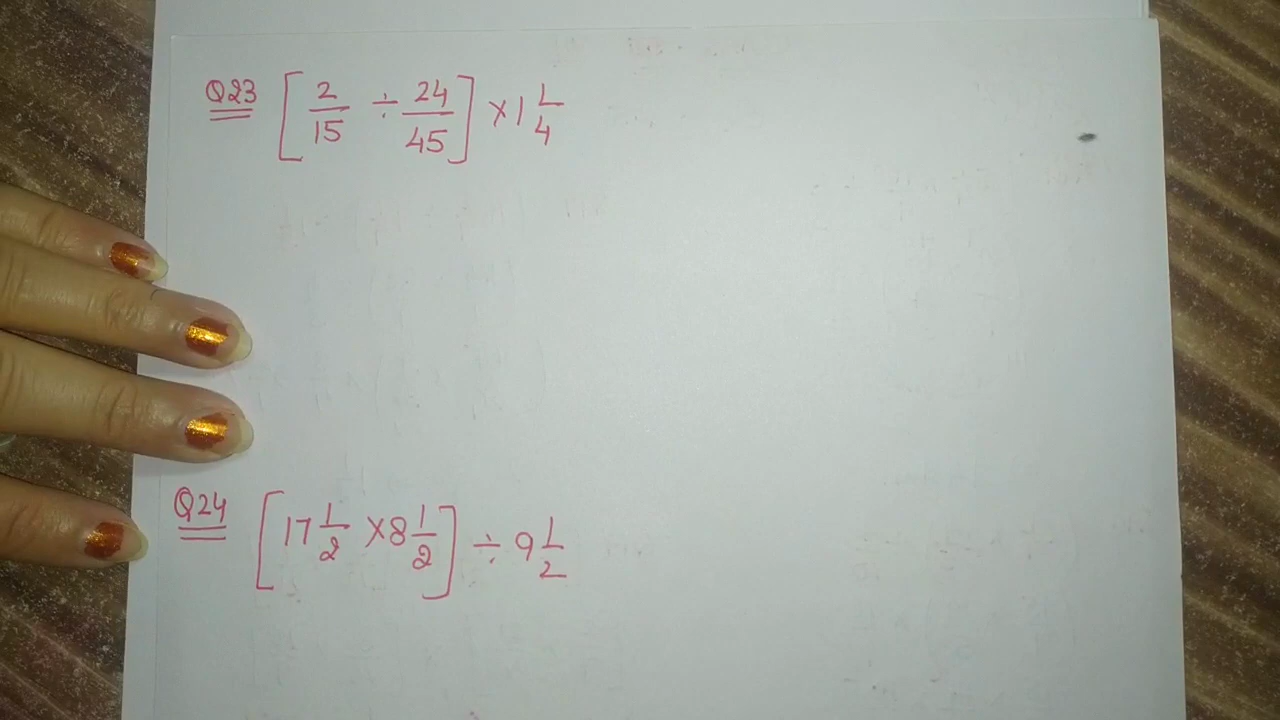 Q23 [2/15 ÷ 24/45] × 1 1/4
Q24 [17 1/2 × 8 1/2] ÷ 9 1/2